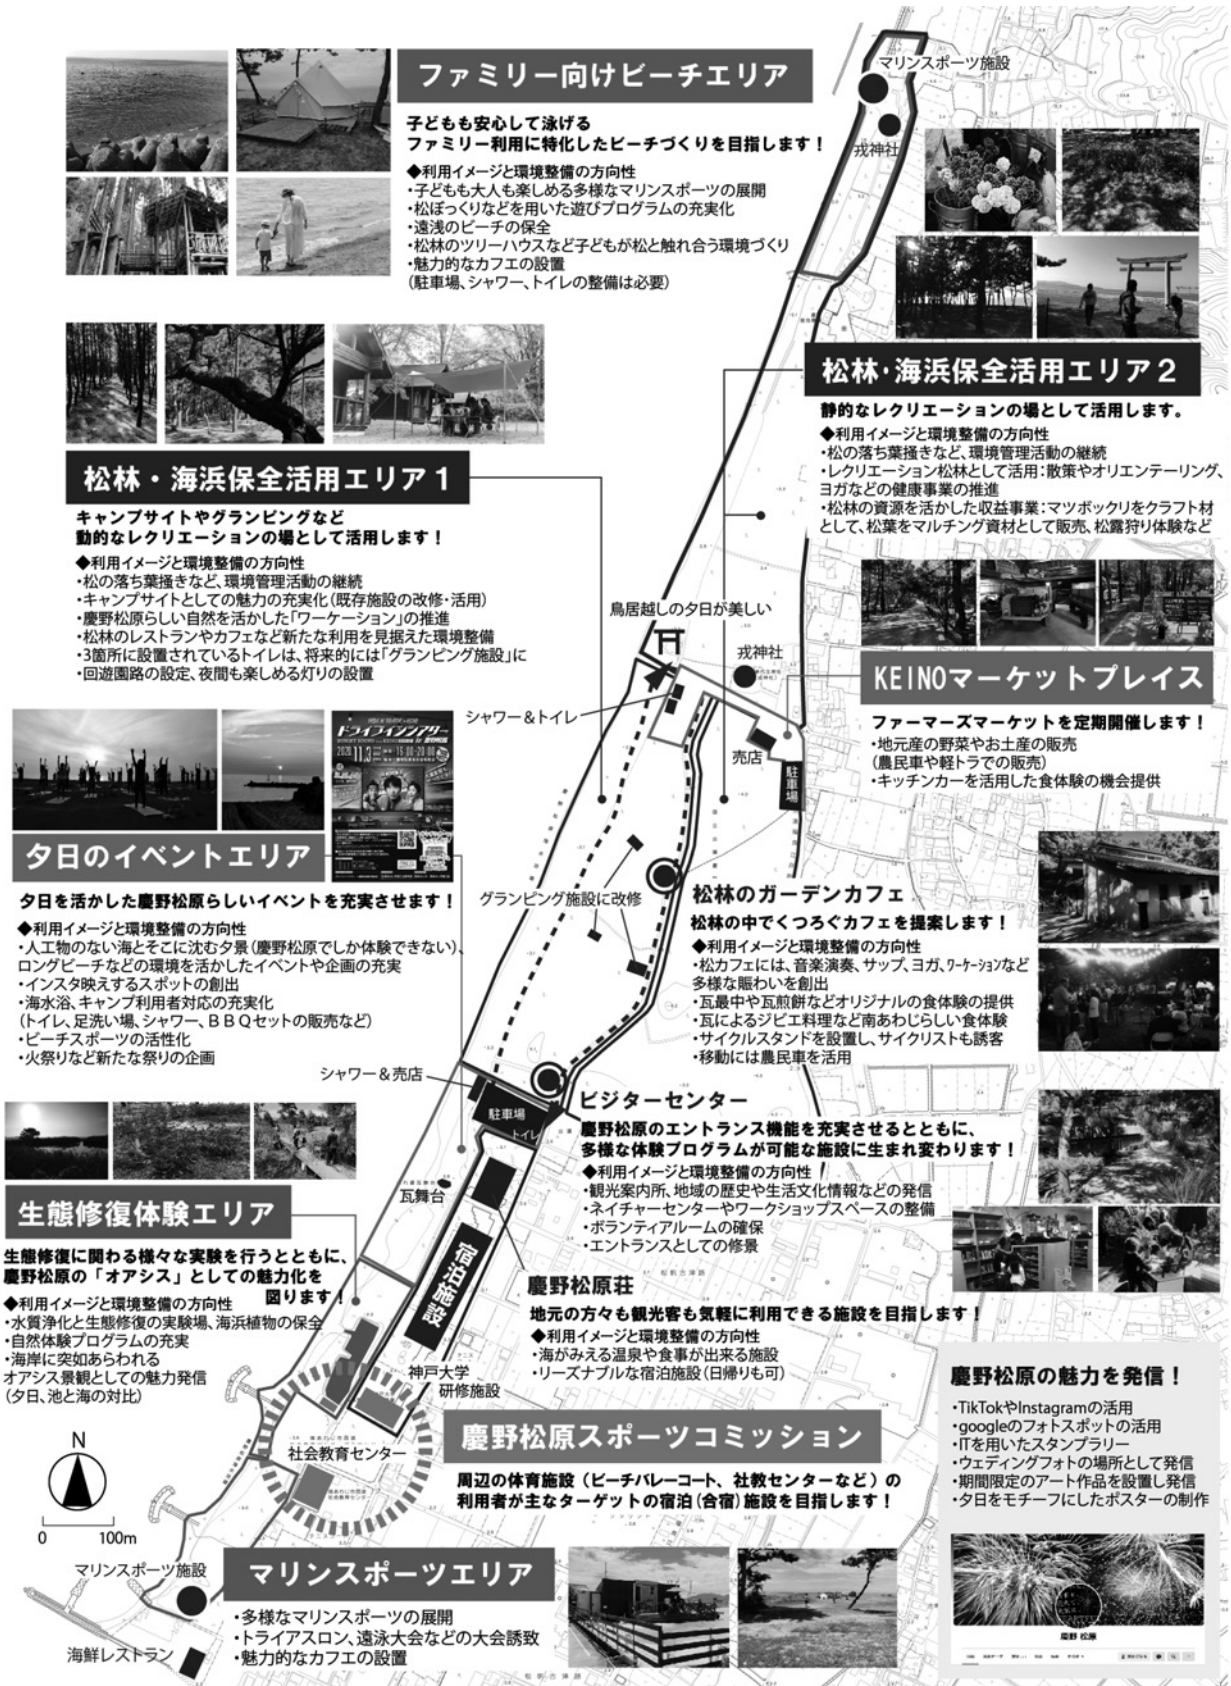 ファミリー向けビーチエリア
子どもも安心して泳げる
ファミリー利用に特化したビーチづくりを目指します！
◆利用イメージと環境整備の方向性
・子どもも大人も楽しめる多様なマリンスポーツの展開
・松ぼっくりなどを用いた遊びプログラムの充実化
・遠浅のビーチの保全
・松林のツリーハウスなど子どもが松と触れ合う環境づくり
・魅力的なカフエの設置
(駐車場、シャワー、トイレの整備は必要)
マリンスポーツ施設
戎神社
松林・海浜保全活用エリア２
静的なレクリエーションの場として活用します。
◆利用イメージと環境整備の方向性
・松の落ち葉掻きなど、環境管理活動の継続
・レクリエーション松林として活用：散策やオリエンテーリング、
ヨガなどの健康事業の推進
・松林の資源を活かした収益事業：マツボックリをクラフト材
として、松葉をマルチング資材として販売、松露狩り体験など
松林・海浜保全活用エリア１
キャンプサイトやグランピングなど
動的なレクリエーションの場として活用します！
◆利用イメージと環境整備の方向性
・松の落ち葉掻きなど、環境管理活動の継続
・キャンプサイトとしての魅力の充実化(既存施設の改修・活用)
・慶野松原らしい自然を活かした「ワーケーション」の推進
・松林のレストランやカフェなど新たな利用を見据えた環境整備
・3箇所に設置されているトイレは、将来的には「グランピング施設」に
・回遊園路の設定、夜間も楽しめる灯りの設置
鳥居越しの夕日が美しい
戎神社
シャワー＆トイレ
売店
駐車場
KEINOマーケットプレイス
ファーマーズマーケットを定期開催します！
・地元産の野菜やお土産の販売
(農民車や軽トラでの販売)
・キッチンカーを活用した食体験の機会提供
ドライブインシアター
2020 11.3 15:00-20:00
夕日のイベントエリア
夕日を活かした慶野松原らしいイベントを充実させます！
◆利用イメージと環境整備の方向性
・人工物のない海とそこに沈む夕景(慶野松原でしか体験できない)、
ロングビーチなどの環境を活かしたイベントや企画の充実
・インスタ映えするスポットの創出
・海水浴、キャンプ利用者対応の充実化
(トイレ、足洗い場、シャワー、ＢＢＱセットの販売など)
・ビーチスポーツの活性化
・火祭りなど新たな祭りの企画
グランピング施設に改修
松林のガーデンカフェ
松林の中でくつろぐカフェを提案します！
◆利用イメージと環境整備の方向性
・松カフェには、音楽演奏、サップ、ヨガ、ワーケーションなど
多様な賑わいを創出
・瓦最中や瓦煎餅などオリジナルの食体験の提供
・瓦によるジビエ料理など南あわじらしい食体験
・サイクルスタンドを設置し、サイクリストも誘客
・移動には農民車を活用
シャワー＆売店
駐車場
トイレ
ビジターセンター
慶野松原のエントランス機能を充実させるとともに、
多様な体験プログラムが可能な施設に生まれ変わります！
◆利用イメージと環境整備の方向性
・観光案内所、地域の歴史や生活文化情報などの発信
・ネイチャーセンターやワークショップスペースの整備
・ボランティアルームの確保
・エントランスとしての修景
瓦舞台
宿泊施設
生態修復体験エリア
生態修復に関わる様々な実験を行うとともに、
慶野松原の「オアシス」としての魅力化を
図ります！
◆利用イメージと環境整備の方向性
・水質浄化と生態修復の実験場、海浜植物の保全
・自然体験プログラムの充実
・海岸に突如あらわれる
オアシス景観としての魅力発信
(夕日、池と海の対比)
松帆古津路
慶野松原荘
地元の方々も観光客も気軽に利用できる施設を目指します！
◆利用イメージと環境整備の方向性
・海がみえる温泉や食事が出来る施設
・リーズナブルな宿泊施設(日帰りも可)
神戸大学
研修施設
社会教育センター
慶野松原スポーツコミッション
周辺の体育施設（ビーチバレーコート、社教センターなど）の
利用者が主なターゲットの宿泊(合宿)施設を目指します！
慶野松原の魅力を発信！
・TikTokやInstagramの活用
・googleのフォトスポットの活用
・ITを用いたスタンプラリー
・ウェディングフォトの場所として発信
・期間限定のアート作品を設置し発信
・夕日をモチーフにしたポスターの制作
慶野 松原
N
0 100m
マリンスポーツ施設
海鮮レストラン
マリンスポーツエリア
・多様なマリンスポーツの展開
・トライアスロン、遠泳大会などの大会誘致
・魅力的なカフエの設置
松帆古津路